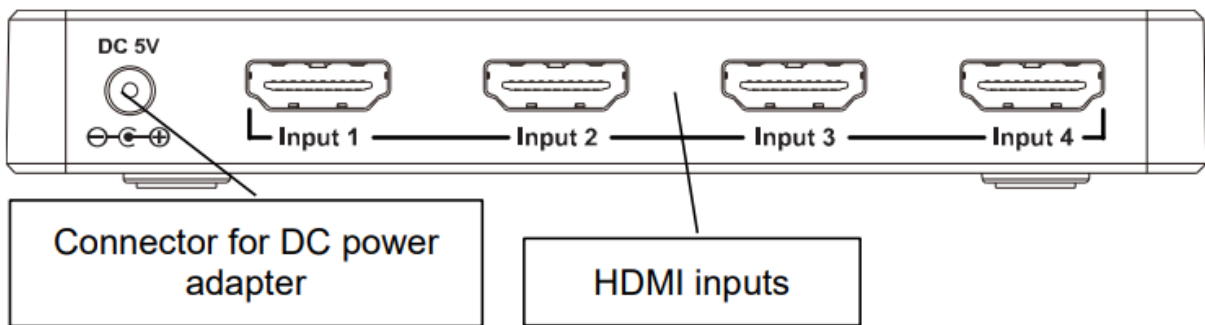 DC 5V
Input 1
Input 2
Input 3
Input 4
Connector for DC power
adapter
HDMI inputs